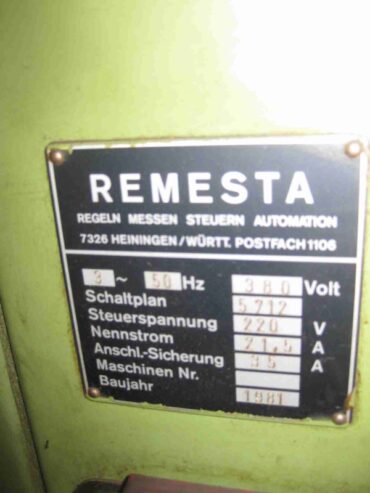 REMESTA
REGELN MESSEN STEUERN AUTOMATION
7326 HEININGEN/WÜRTT. POSTFACH 1106
3 ~ 50 Hz 380 Volt
Schaltplan 5712
Steuerspannung 220 V
Nennstrom 21,5 A
Anschl.-Sicherung 35 A
Maschinen Nr.
Baujahr 1981